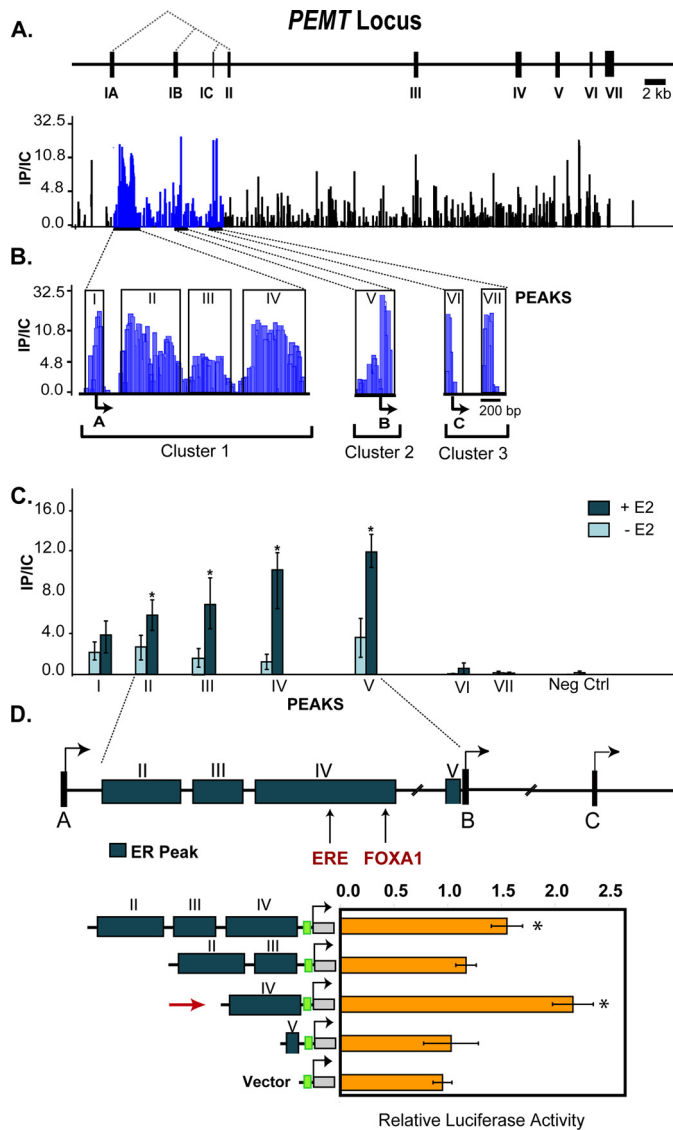 PEMT Locus
A.
IA IB IC II III IV V VI VII
2 kb
IP/IC
32.5
10.8
4.8
0.0
B.
I II III IV V VI VII PEAKS
IP/IC
32.5
10.8
4.8
0.0
A B C 200 bp
Cluster 1 Cluster 2 Cluster 3
C.
IP/IC
16.0
12.0
8.0
4.0
0.0
+ E2
- E2
* * * *
I II III IV V VI VII Neg Ctrl
PEAKS
D.
II III IV V
A B C
ER Peak
ERE FOXA1
0.0 1.0 1.5 2.0 2.5
II III IV
*
II III
IV
*
V
Vector
Relative Luciferase Activity